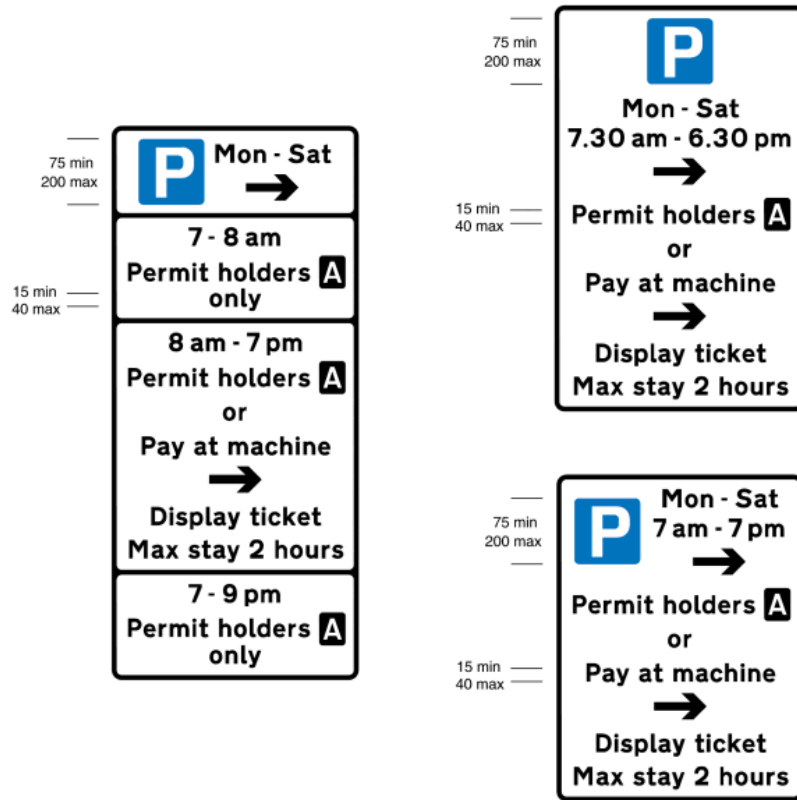 75 min
200 max
P
Mon - Sat
7 - 8 am
Permit holders A
only
15 min
40 max
8 am - 7 pm
Permit holders A
or
Pay at machine
Display ticket
Max stay 2 hours
7 - 9 pm
Permit holders A
only
75 min
200 max
P
Mon - Sat
7.30 am - 6.30 pm
15 min
40 max
Permit holders A
or
Pay at machine
Display ticket
Max stay 2 hours
75 min
200 max
P
Mon - Sat
7 am - 7 pm
Permit holders A
or
15 min
40 max
Pay at machine
Display ticket
Max stay 2 hours